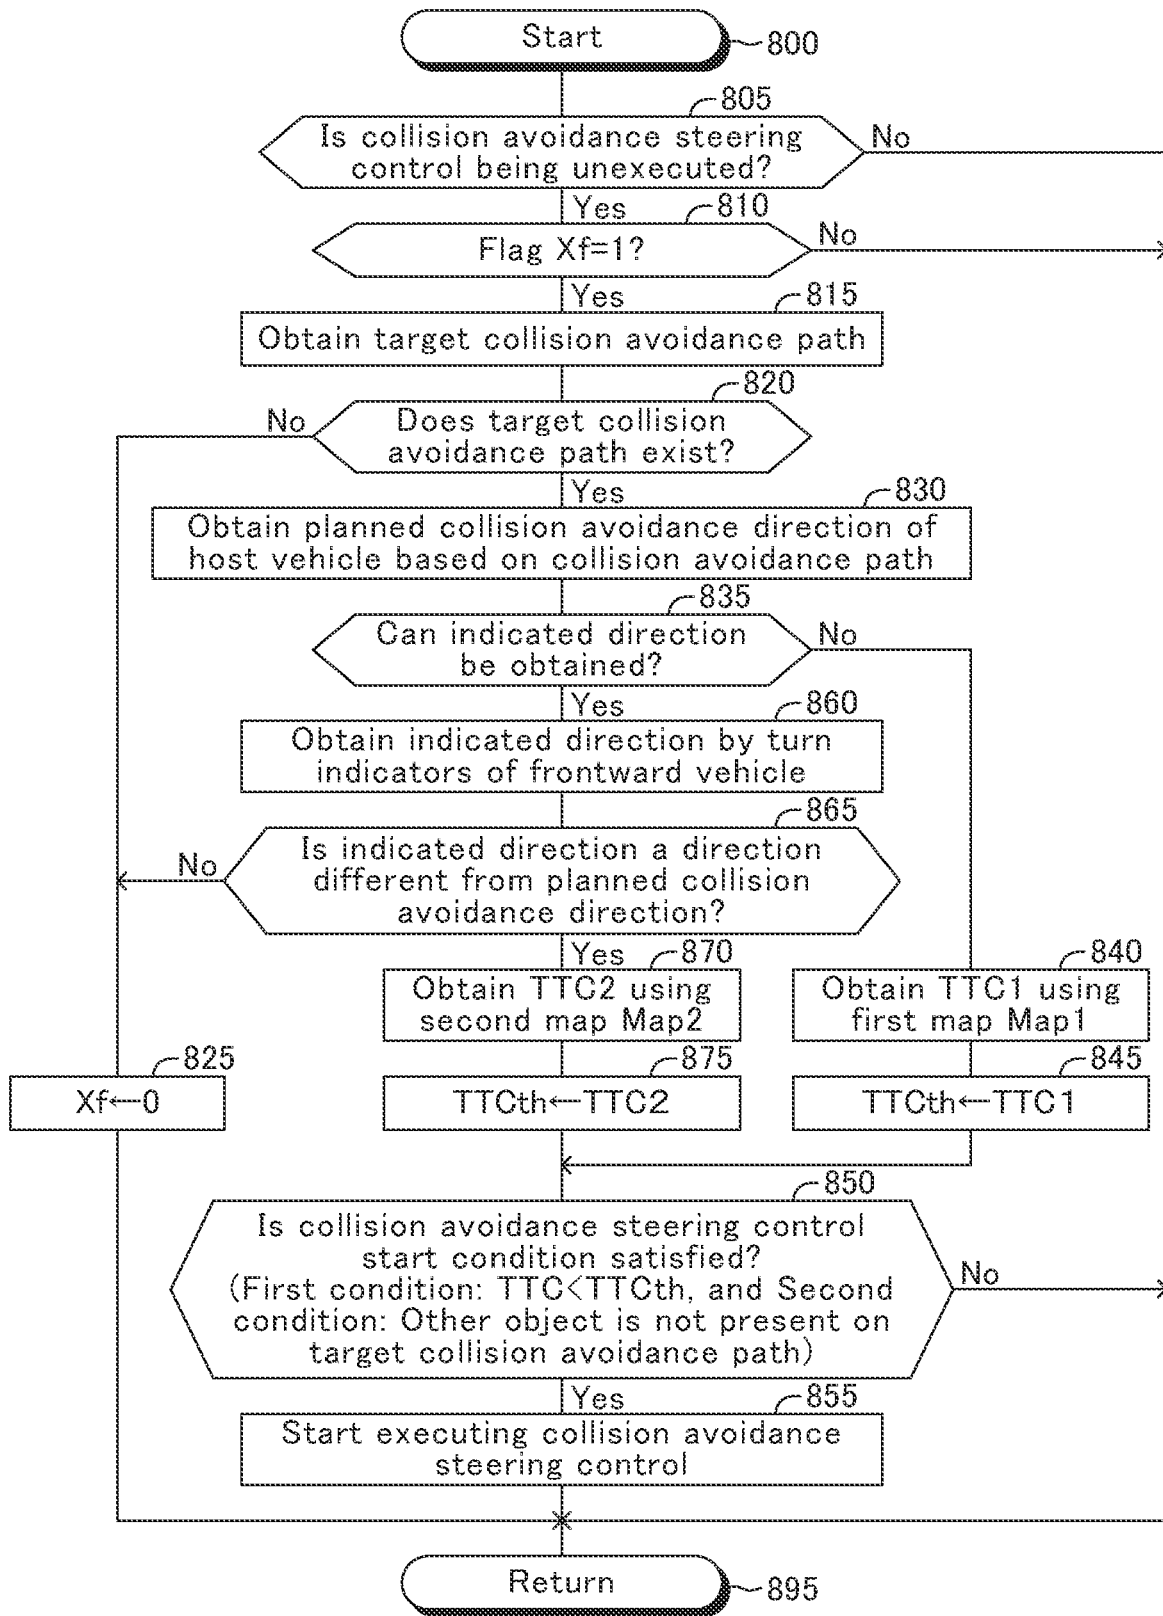 Start
800
805
Is collision avoidance steering
control being unexecuted?
No
Yes
810
Flag Xf=1?
No
Yes
815
Obtain target collision avoidance path
820
No
Does target collision
avoidance path exist?
Yes
830
Obtain planned collision avoidance direction of
host vehicle based on collision avoidance path
835
Can indicated direction
be obtained?
No
Yes
860
Obtain indicated direction by turn
indicators of frontward vehicle
865
No
Is indicated direction a direction
different from planned collision
avoidance direction?
Yes
870
Obtain TTC2 using
second map Map2
840
Obtain TTC1 using
first map Map1
825
Xf←0
875
TTCth←TTC2
845
TTCth←TTC1
850
Is collision avoidance steering control
start condition satisfied?
(First condition: TTC<TTCth, and Second
condition: Other object is not present on
target collision avoidance path)
No
Yes
855
Start executing collision avoidance
steering control
Return
895